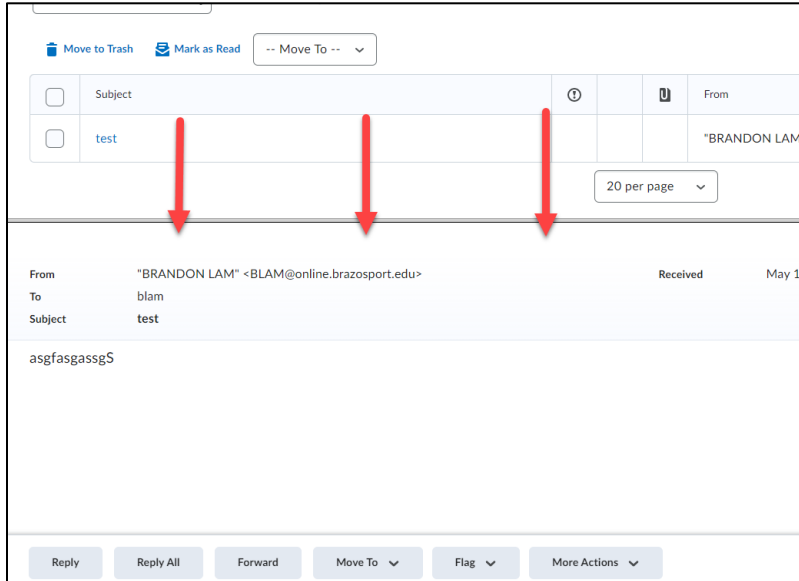 Move to Trash Mark as Read -- Move To --
Subject From
test "BRANDON LAM
20 per page
From "BRANDON LAM" <BLAM@online.brazosport.edu> Received May 1
To blam
Subject test
asgfasgassgS
Reply Reply All Forward Move To Flag More Actions